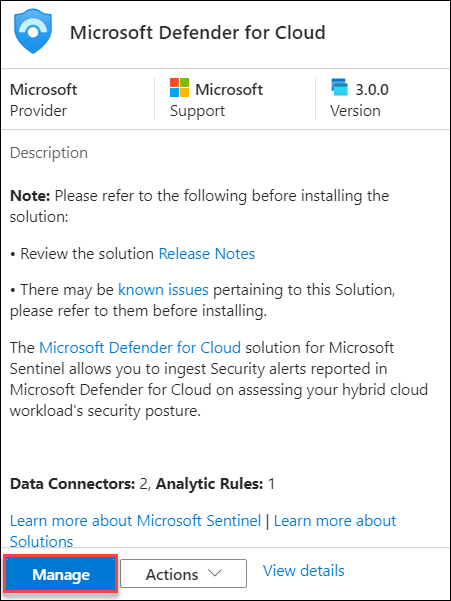 Microsoft Defender for Cloud
Microsoft
Provider
Microsoft
Support
3.0.0
Version
Description
Note: Please refer to the following before installing the
solution:
• Review the solution Release Notes
• There may be known issues pertaining to this Solution,
please refer to them before installing.
The Microsoft Defender for Cloud solution for Microsoft
Sentinel allows you to ingest Security alerts reported in
Microsoft Defender for Cloud on assessing your hybrid cloud
workload's security posture.
Data Connectors: 2, Analytic Rules: 1
Learn more about Microsoft Sentinel | Learn more about
Solutions
Manage
Actions
View details